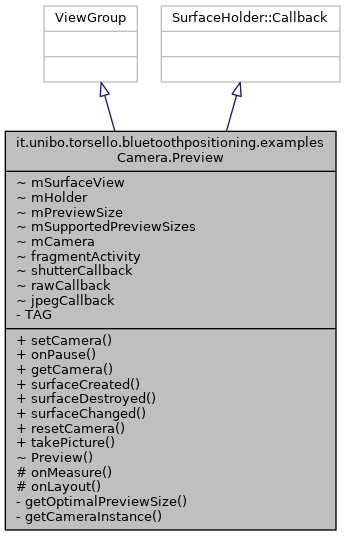 ViewGroup
SurfaceHolder::Callback
it.unibo.torsello.bluetoothpositioning.examples
Camera.Preview
~ mSurfaceView
~ mHolder
~ mPreviewSize
~ mSupportedPreviewSizes
~ mCamera
~ fragmentActivity
~ shutterCallback
~ rawCallback
~ jpegCallback
- TAG
+ setCamera()
+ onPause()
+ getCamera()
+ surfaceCreated()
+ surfaceDestroyed()
+ surfaceChanged()
+ resetCamera()
+ takePicture()
~ Preview()
# onMeasure()
# onLayout()
- getOptimalPreviewSize()
- getCameraInstance()